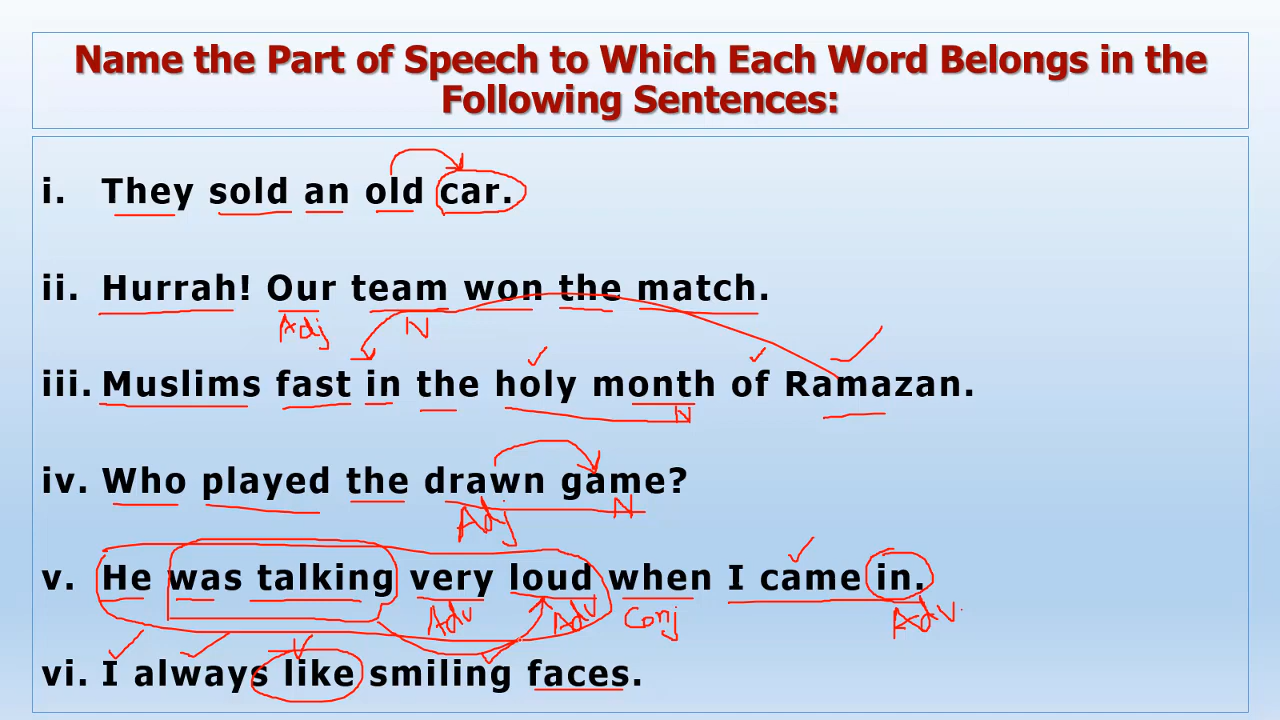 Name the Part of Speech to Which Each Word Belongs in the
Following Sentences:
i. They sold an old car.
ii. Hurrah! Our team won the match.
Adj N
iii. Muslims fast in the holy month of Ramazan.
N
iv. Who played the drawn game?
Adj N
v. He was talking very loud when I came in.
Adv Adv Conj Adv.
vi. I always like smiling faces.